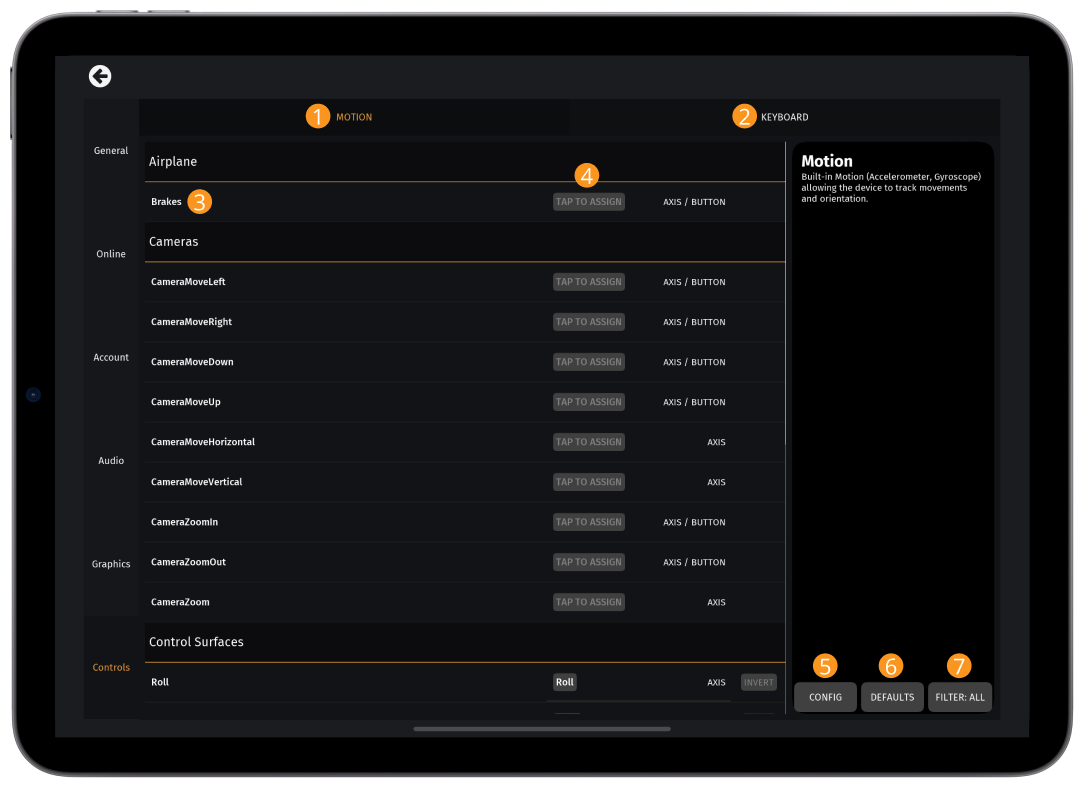 1 MOTION
2 KEYBOARD
General
Online
Account
Audio
Graphics
Controls
Airplane
4
Brakes 3 TAP TO ASSIGN AXIS / BUTTON
Cameras
CameraMoveLeft TAP TO ASSIGN AXIS / BUTTON
CameraMoveRight TAP TO ASSIGN AXIS / BUTTON
CameraMoveDown TAP TO ASSIGN AXIS / BUTTON
CameraMoveUp TAP TO ASSIGN AXIS / BUTTON
CameraMoveHorizontal TAP TO ASSIGN AXIS
CameraMoveVertical TAP TO ASSIGN AXIS
CameraZoomIn TAP TO ASSIGN AXIS / BUTTON
CameraZoomOut TAP TO ASSIGN AXIS / BUTTON
CameraZoom TAP TO ASSIGN AXIS
Control Surfaces
Roll Roll AXIS INVERT
Motion
Built-in Motion (Accelerometer, Gyroscope)
allowing the device to track movements
and orientation.
5 6 7
CONFIG DEFAULTS FILTER: ALL